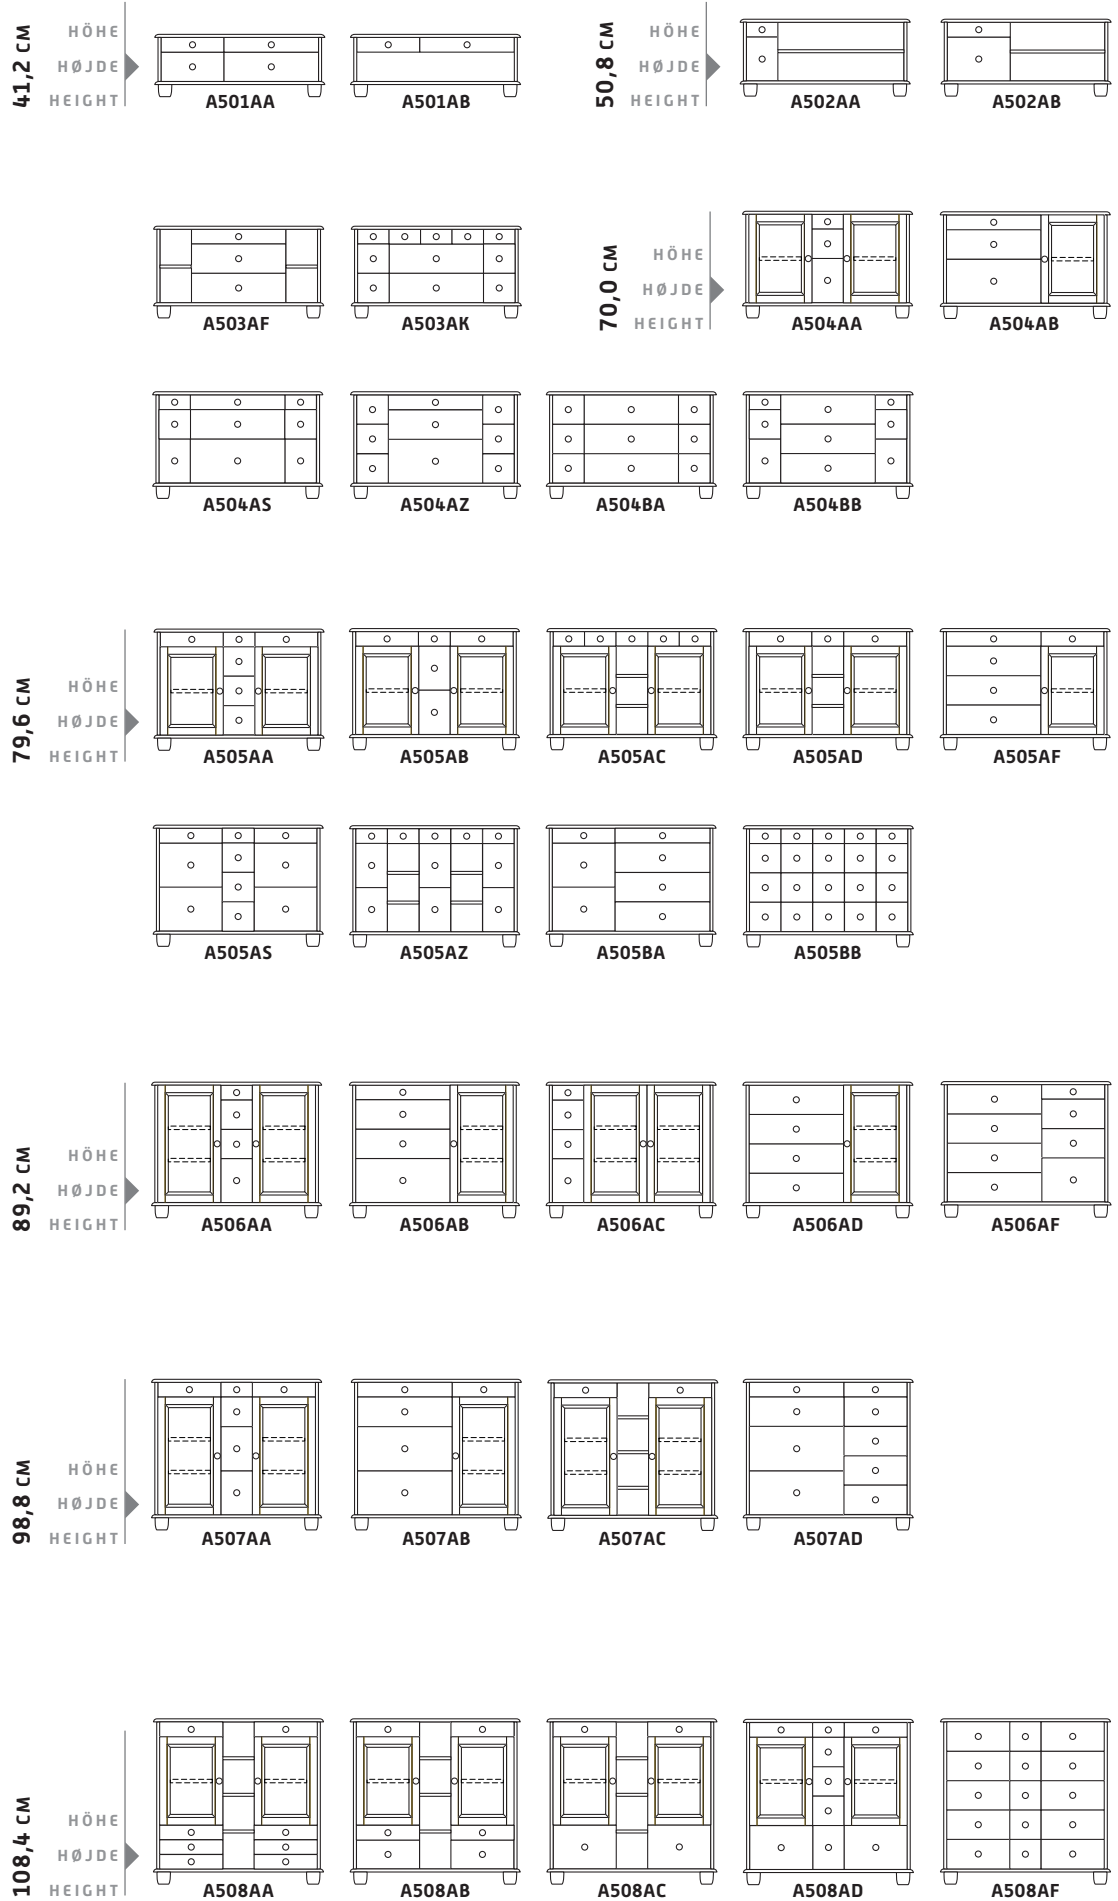 41,2 CM
HÖHE
HØJDE
HEIGHT
A501AA A501AB
50,8 CM
HÖHE
HØJDE
HEIGHT
A502AA A502AB
A503AF A503AK
70,0 CM
HÖHE
HØJDE
HEIGHT
A504AA A504AB
A504AS A504AZ A504BA A504BB
79,6 CM
HÖHE
HØJDE
HEIGHT
A505AA A505AB A505AC A505AD A505AF
A505AS A505AZ A505BA A505BB
89,2 CM
HÖHE
HØJDE
HEIGHT
A506AA A506AB A506AC A506AD A506AF
98,8 CM
HÖHE
HØJDE
HEIGHT
A507AA A507AB A507AC A507AD
108,4 CM
HÖHE
HØJDE
HEIGHT
A508AA A508AB A508AC A508AD A508AF